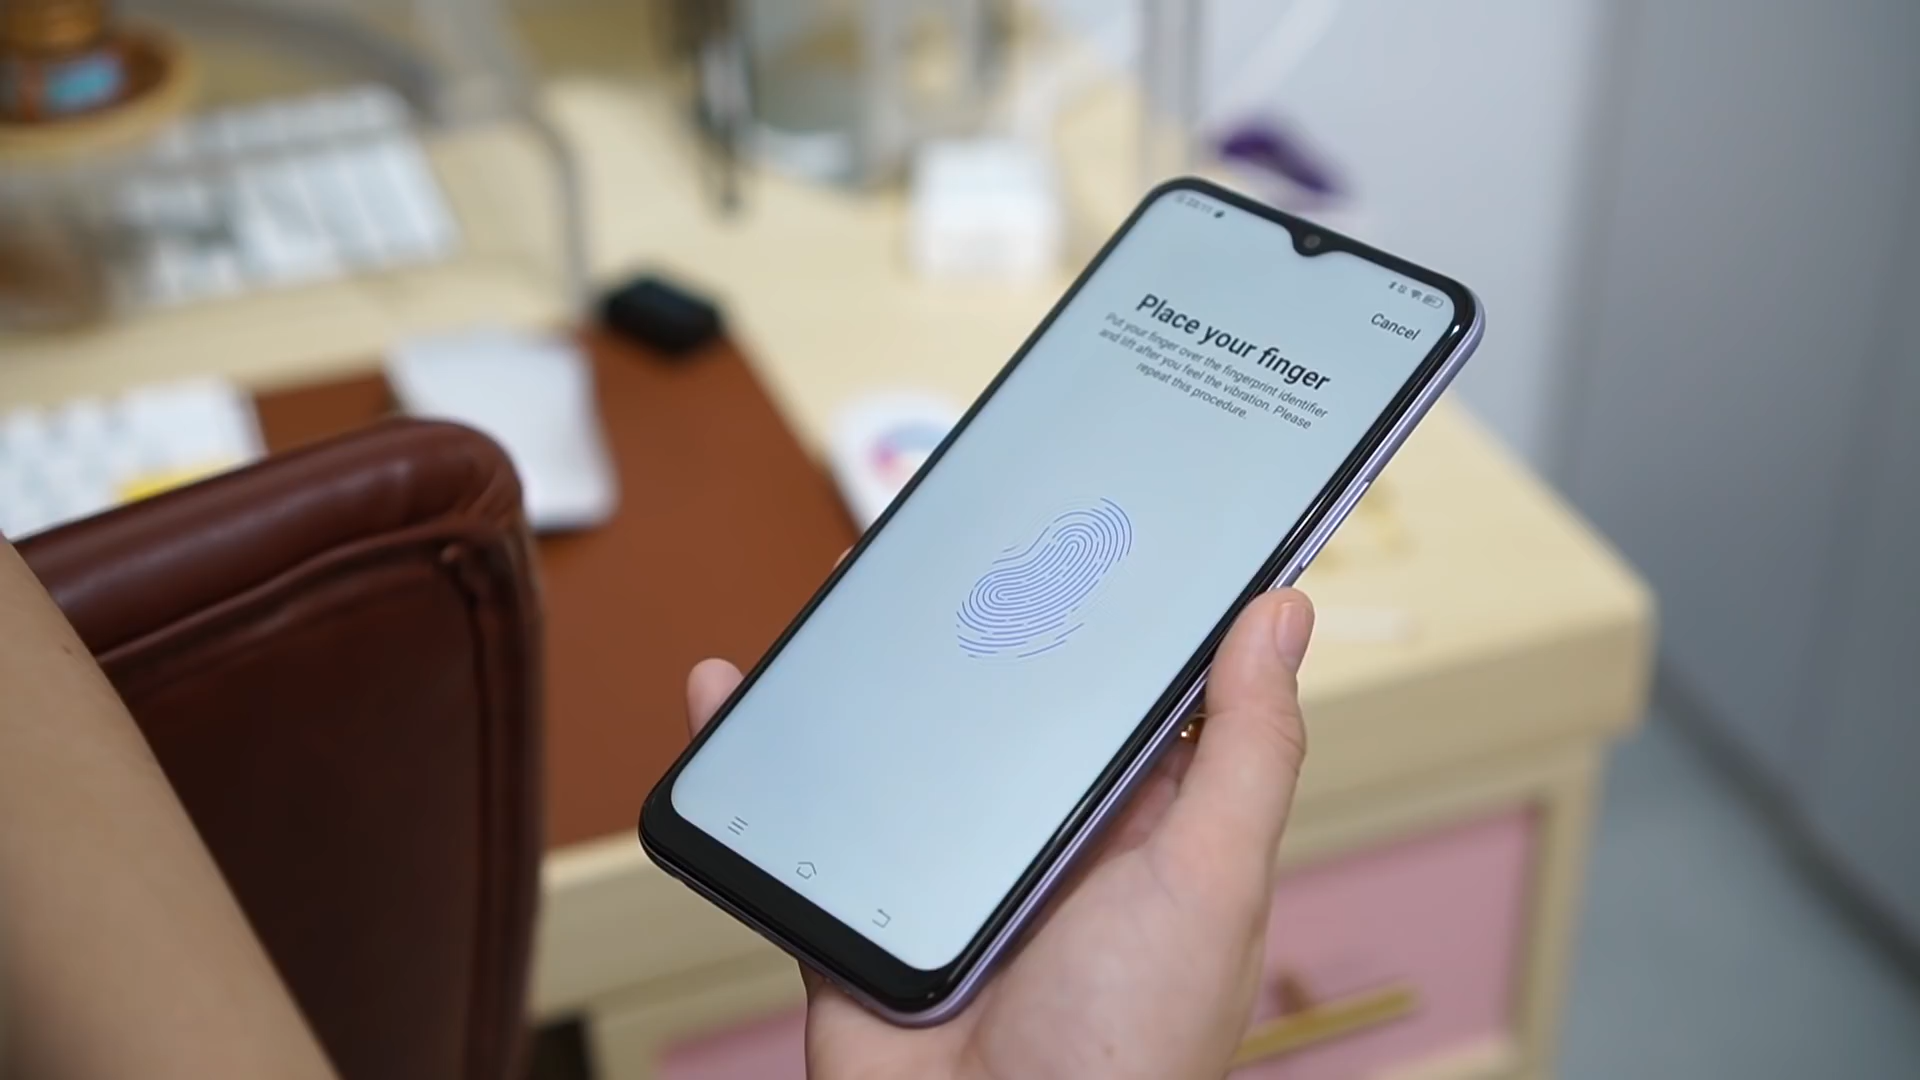 Cancel
Place your finger
Put your finger over the fingerprint identifier
and lift after you feel the vibration. Please
repeat this procedure.